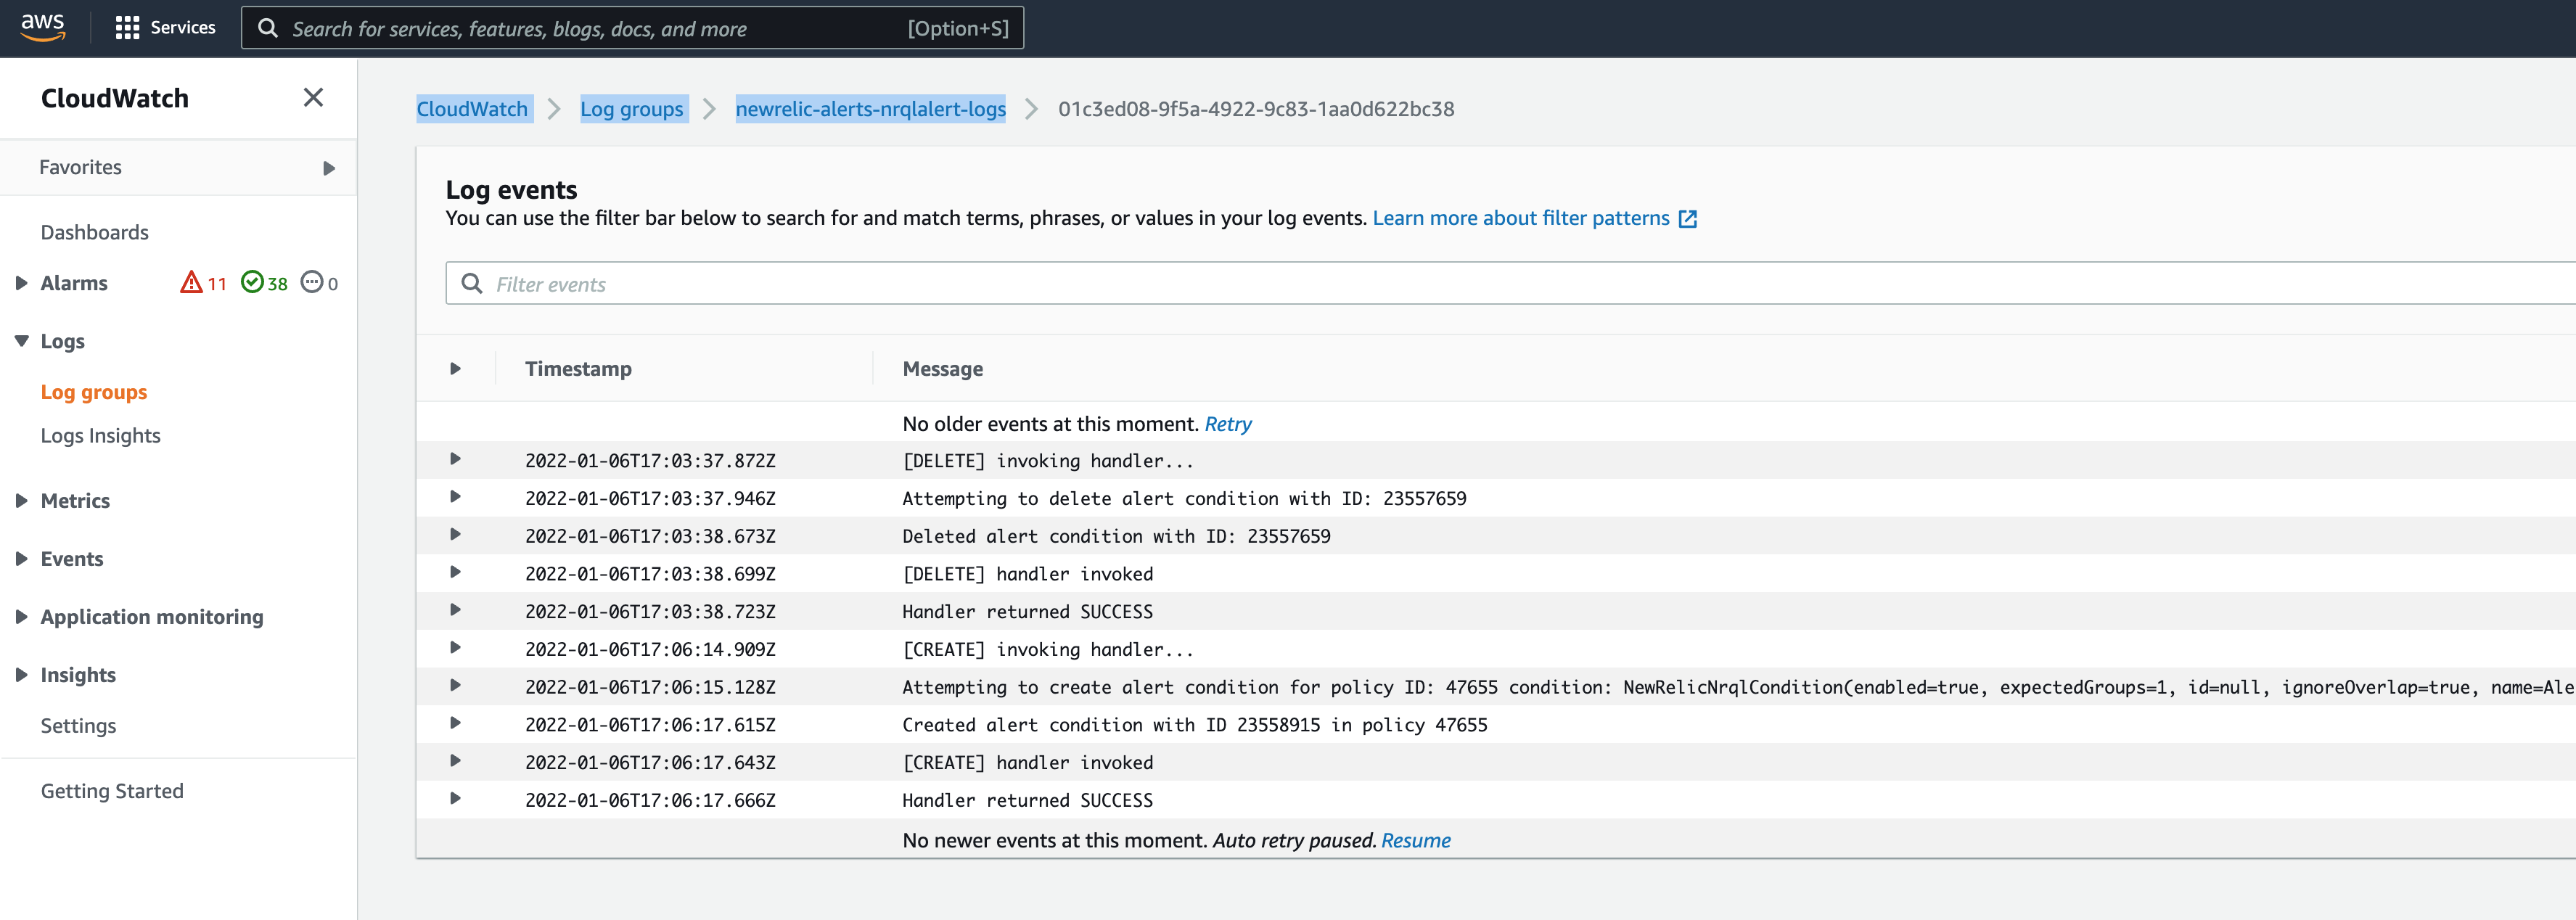 aws Services Search for services, features, blogs, docs, and more [Option+S]
CloudWatch
Favorites
Dashboards
Alarms 11 38 0
Logs
Log groups
Logs Insights
Metrics
Events
Application monitoring
Insights
Settings
Getting Started
CloudWatch Log groups newrelic-alerts-nrqlalert-logs 01c3ed08-9f5a-4922-9c83-1aa0d622bc38
Log events
You can use the filter bar below to search for and match terms, phrases, or values in your log events. Learn more about filter patterns
Filter events
Timestamp Message
No older events at this moment. Retry
2022-01-06T17:03:37.872Z [DELETE] invoking handler...
2022-01-06T17:03:37.946Z Attempting to delete alert condition with ID: 23557659
2022-01-06T17:03:38.673Z Deleted alert condition with ID: 23557659
2022-01-06T17:03:38.699Z [DELETE] handler invoked
2022-01-06T17:03:38.723Z Handler returned SUCCESS
2022-01-06T17:06:14.909Z [CREATE] invoking handler...
2022-01-06T17:06:15.128Z Attempting to create alert condition for policy ID: 47655 condition: NewRelicNrqlCondition(enabled=true, expectedGroups=1, id=null, ignoreOverlap=true, name=Ale
2022-01-06T17:06:17.615Z Created alert condition with ID 23558915 in policy 47655
2022-01-06T17:06:17.643Z [CREATE] handler invoked
2022-01-06T17:06:17.666Z Handler returned SUCCESS
No newer events at this moment. Auto retry paused. Resume